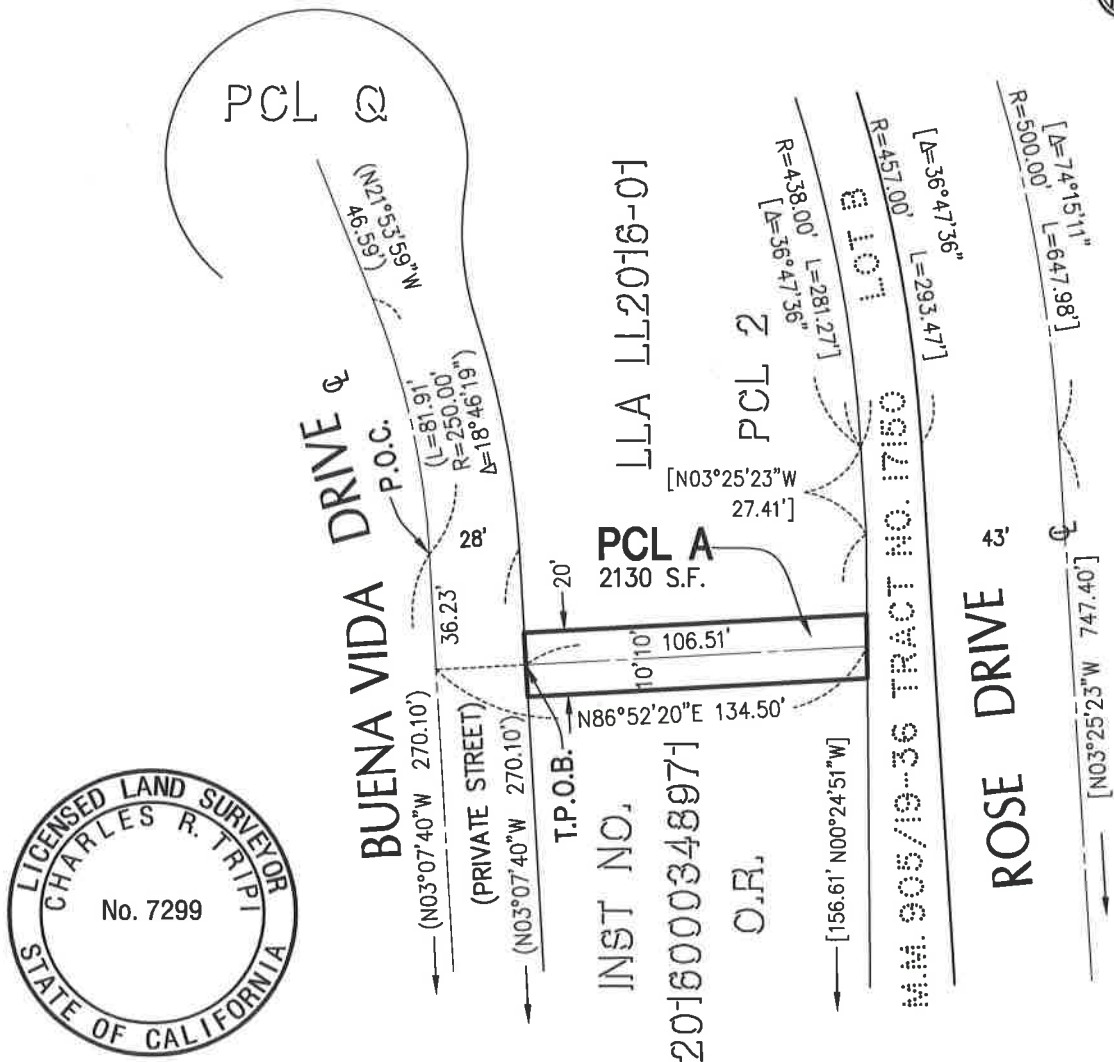 PCL Q
(N21°53'59"W
46.59')
BUENA VIDA DRIVE ℄
P.O.C.
(L=81.91'
R=250.00'
Δ=18°46'19")
28'
36.23'
(N03°07'40"W 270.10')
(PRIVATE STREET)
(N03°07'40"W 270.10')
T.P.O.B.
LLA LL2016-01
PCL 2
[N03°25'23"W
27.41']
PCL A
2130 S.F.
20'
10'
10'
106.51'
N86°52'20"E 134.50'
INST NO.
2016000034897
O.R.
[156.61' N00°24'51"W]
R=438.00' L=281.27']
[Δ=36°47'36"
LOT B
R=457.00' L=293.47']
[Δ=36°47'36"
M.M. 905/19-36 TRACT NO. 17150
ROSE DRIVE
43'
℄
[Δ=74°15'11"
R=500.00' L=647.98']
[N03°25'23"W 747.40']
LICENSED LAND SURVEYOR
CHARLES R. TRIPI
No. 7299
STATE OF CALIFORNIA